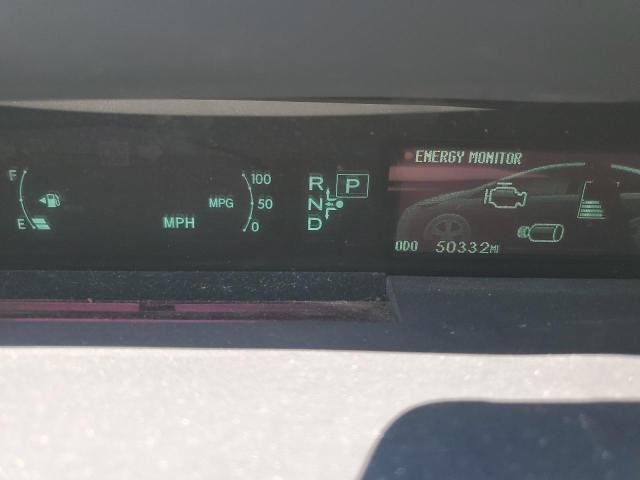 F
E
MPH
MPG
100
50
0
R
P
N
D
ENERGY MONITOR
ODO 50332MI